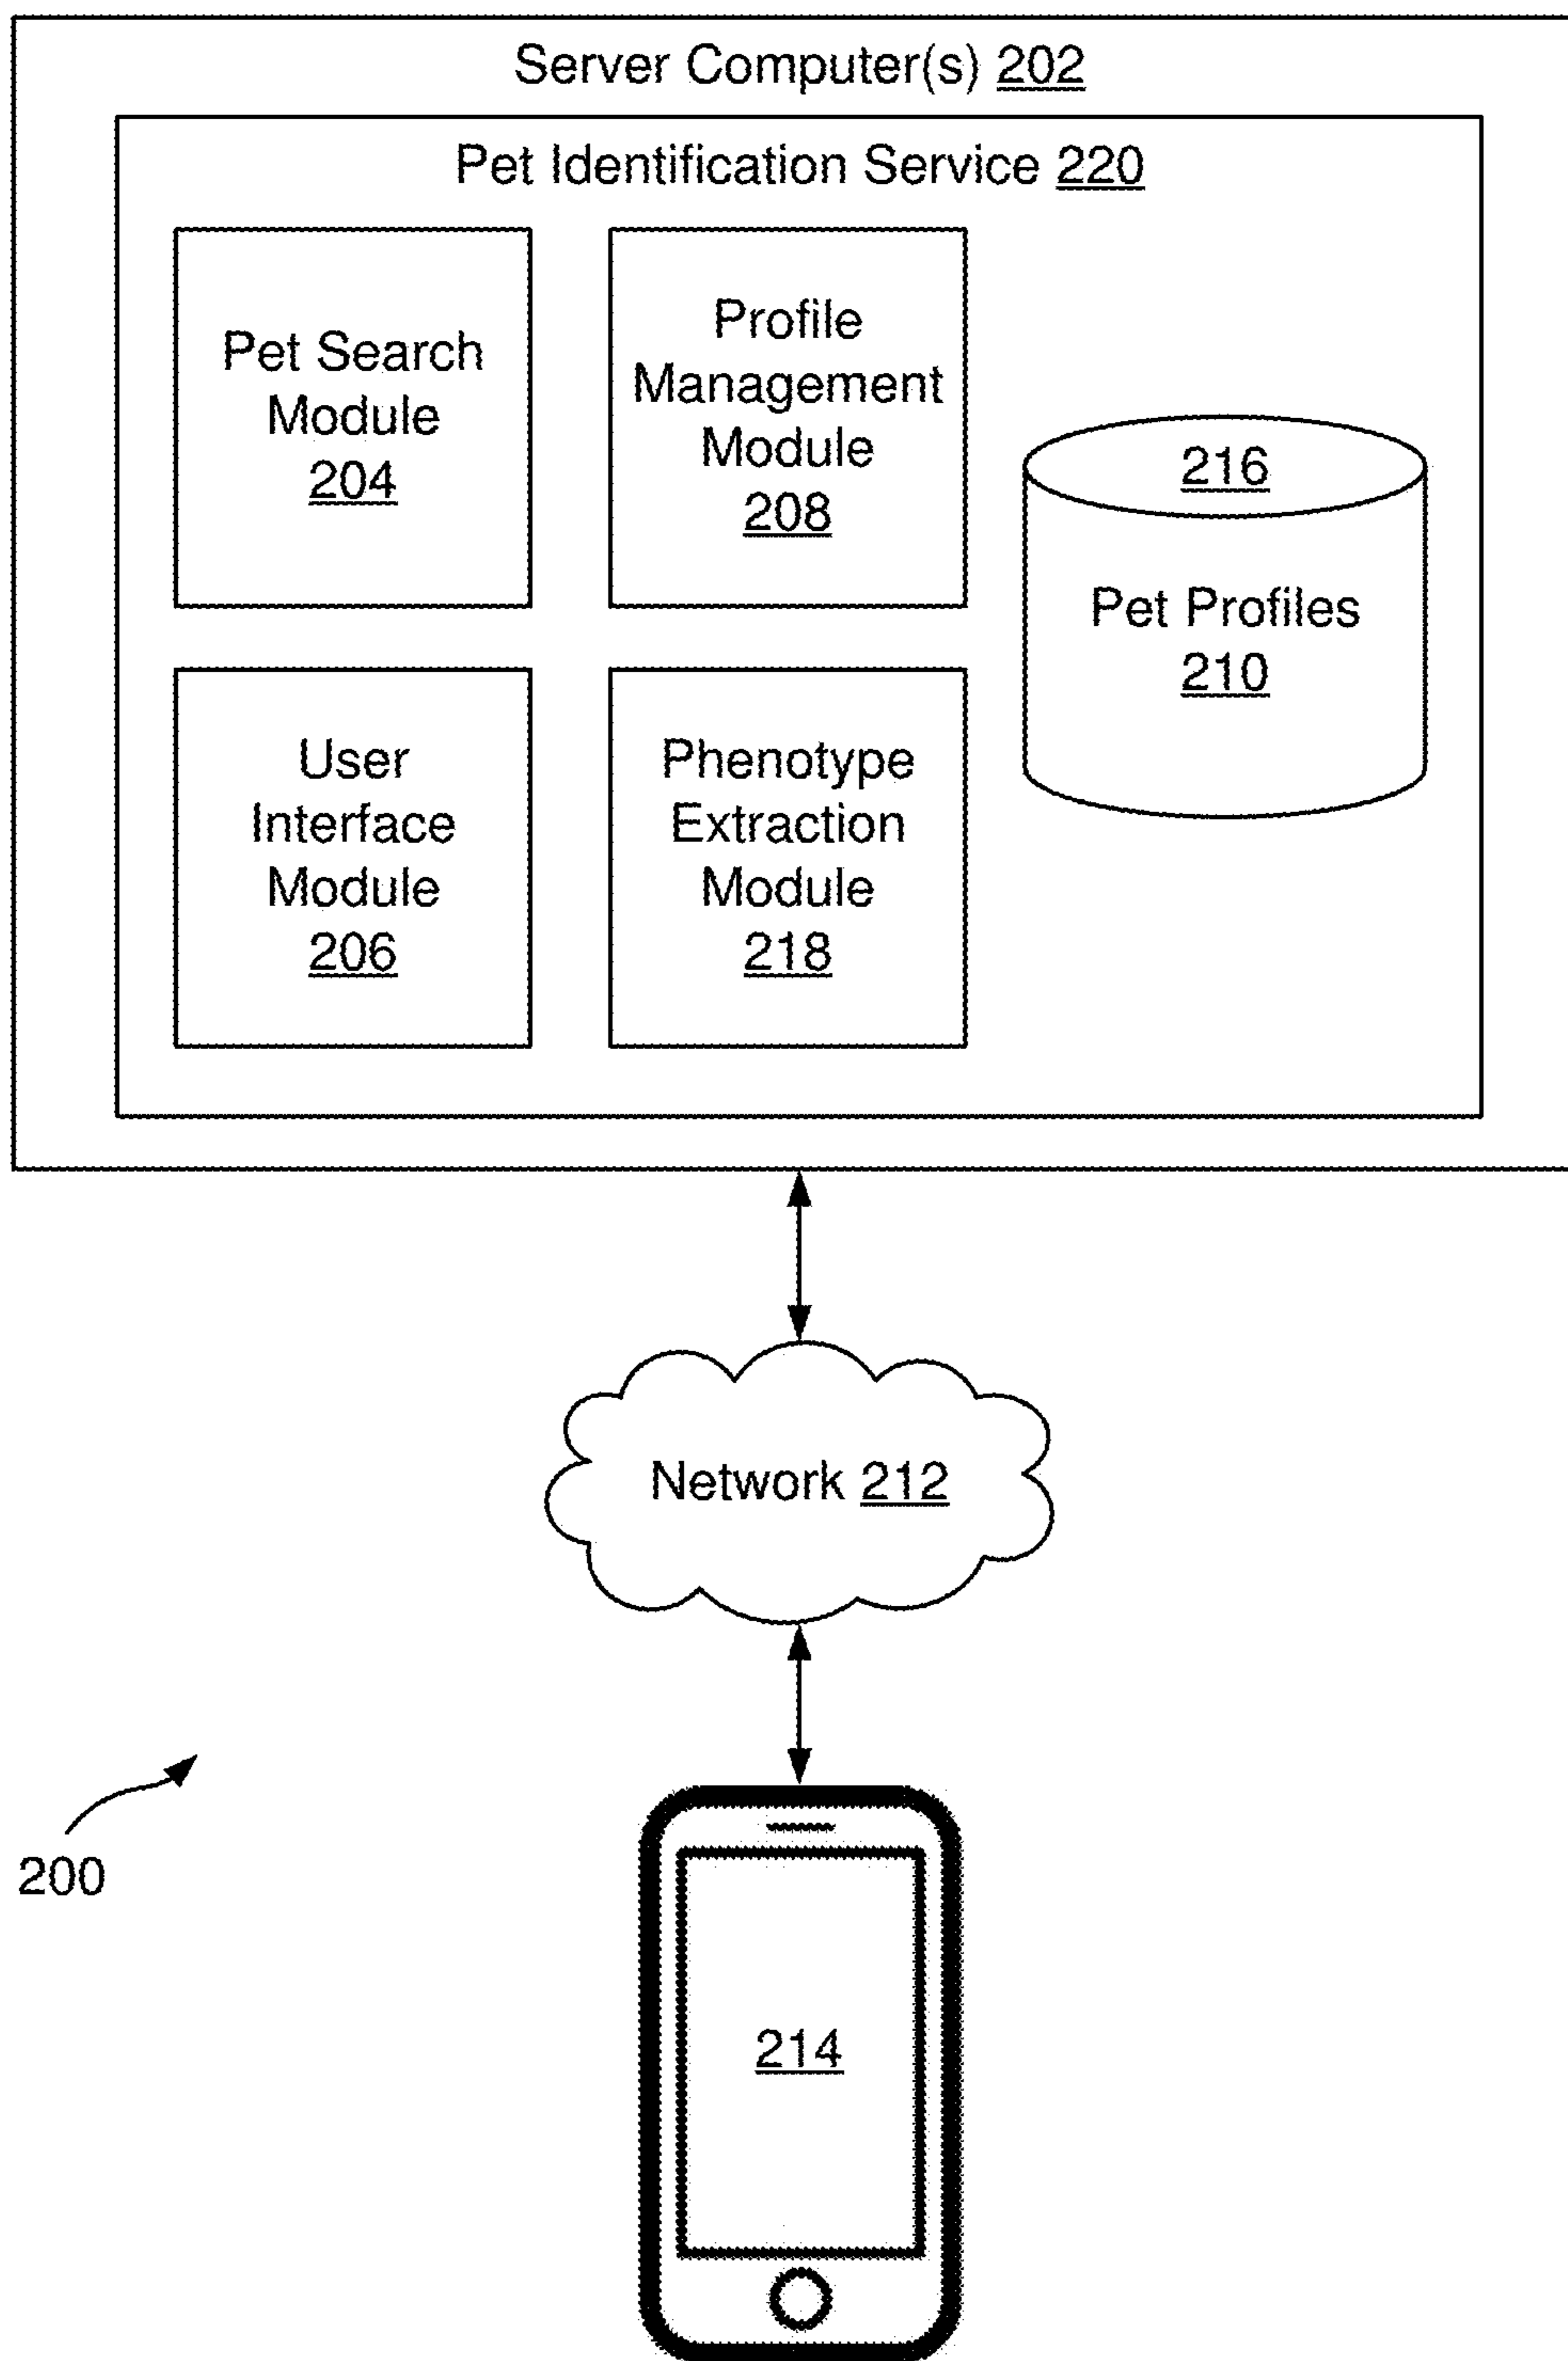 Server Computer(s) 202
Pet Identification Service 220
Pet Search
Module
204
Profile
Management
Module
208
216
Pet Profiles
210
User
Interface
Module
206
Phenotype
Extraction
Module
218
Network 212
200
214